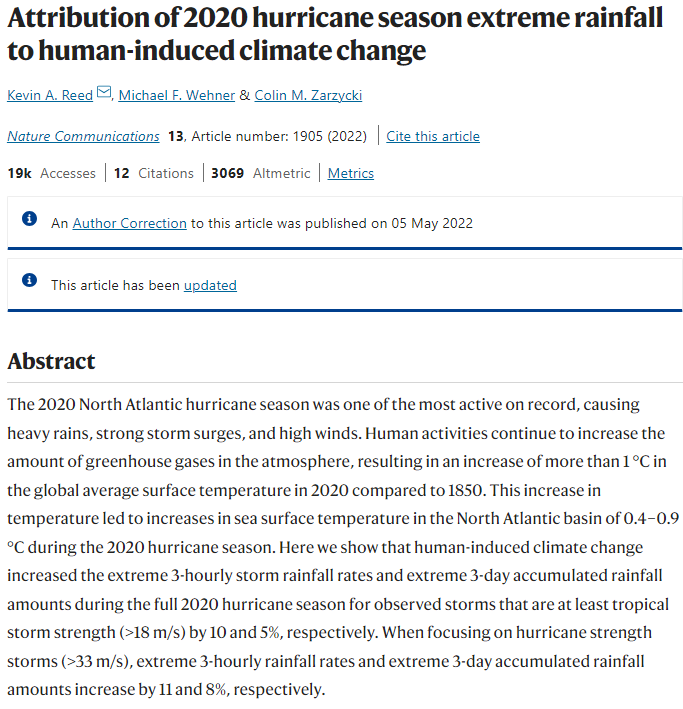 Attribution of 2020 hurricane season extreme rainfall
to human-induced climate change
Kevin A. Reed, Michael F. Wehner & Colin M. Zarzycki
Nature Communications 13, Article number: 1905 (2022) | Cite this article
19k Accesses | 12 Citations | 3069 Altmetric | Metrics
An Author Correction to this article was published on 05 May 2022
This article has been updated
Abstract
The 2020 North Atlantic hurricane season was one of the most active on record, causing
heavy rains, strong storm surges, and high winds. Human activities continue to increase the
amount of greenhouse gases in the atmosphere, resulting in an increase of more than 1 °C in
the global average surface temperature in 2020 compared to 1850. This increase in
temperature led to increases in sea surface temperature in the North Atlantic basin of 0.4–0.9
°C during the 2020 hurricane season. Here we show that human-induced climate change
increased the extreme 3-hourly storm rainfall rates and extreme 3-day accumulated rainfall
amounts during the full 2020 hurricane season for observed storms that are at least tropical
storm strength (>18 m/s) by 10 and 5%, respectively. When focusing on hurricane strength
storms (>33 m/s), extreme 3-hourly rainfall rates and extreme 3-day accumulated rainfall
amounts increase by 11 and 8%, respectively.